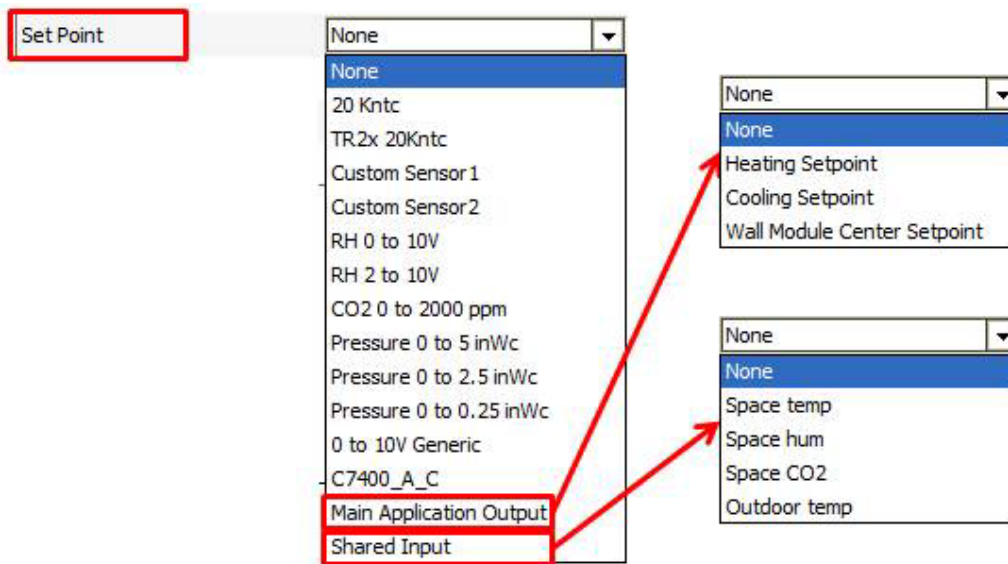 Set Point
None
None
20 Kntc
TR2x 20Kntc
Custom Sensor1
Custom Sensor2
RH 0 to 10V
RH 2 to 10V
CO2 0 to 2000 ppm
Pressure 0 to 5 inWc
Pressure 0 to 2.5 inWc
Pressure 0 to 0.25 inWc
0 to 10V Generic
C7400_A_C
Main Application Output
Shared Input
None
None
Heating Setpoint
Cooling Setpoint
Wall Module Center Setpoint
None
None
Space temp
Space hum
Space CO2
Outdoor temp